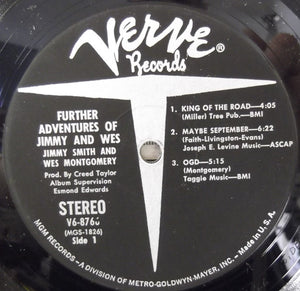 VERVE®
Records
FURTHER
ADVENTURES OF
JIMMY AND WES
JIMMY SMITH AND
WES MONTGOMERY
Prod. By Creed Taylor
Album Supervision
Esmond Edwards
STEREO
(MGS-1826)
Side 1
1. KING OF THE ROAD—4:05
(Miller) Tree Pub.—BMI
2. MAYBE SEPTEMBER—6:22
(Faith-Livingston-Evans)
Joseph E. Levine Music—ASCAP
3. OGD—5:15
(Montgomery)
Taggie Music—BMI
MGM RECORDS—A DIVISION OF METRO-GOLDWYN-MAYER, INC.—Made in U.S.A.